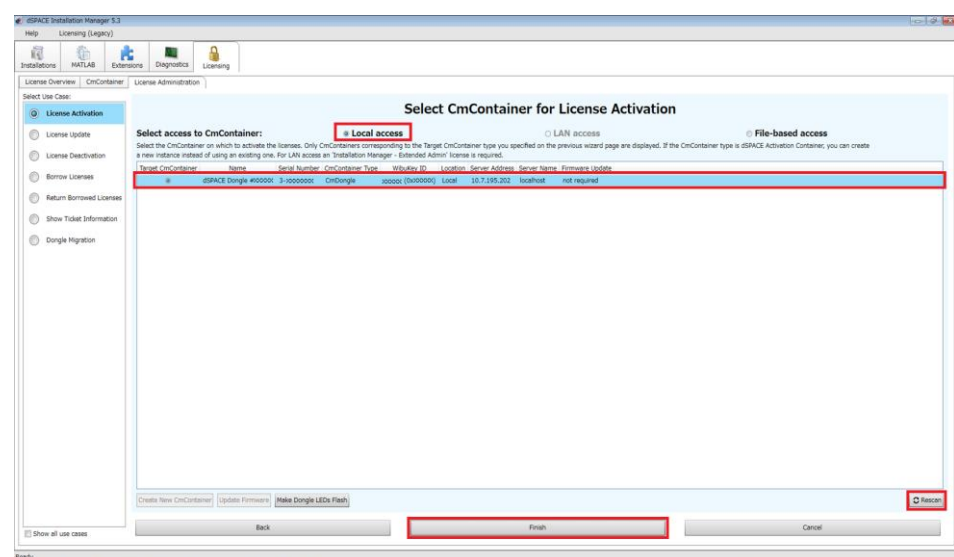 dSPACE Installation Manager 5.3
Help Licensing (Legacy)
Installations MATLAB Extensions Diagnostics Licensing
License Overview CmContainer License Administration
Select Use Case:
Select CmContainer for License Activation
License Activation
License Update
License Deactivation
Borrow Licenses
Return Borrowed Licenses
Show Ticket Information
Dongle Migration
Select access to CmContainer: Local access LAN access File-based access
Select the CmContainer on which to activate the licenses. Only CmContainers corresponding to the Target CmContainer type you specified on the previous wizard page are displayed. If the CmContainer type is dSPACE Activation Container, you can create
a new instance instead of using an existing one. For LAN access an 'Installation Manager - Extended Admin' license is required.
Target CmContainer Name Serial Number CmContainer Type WibuKey ID Location Server Address Server Name Firmware Update
dSPACE Dongle CmDongle Local 10.7.195.202 localhost not required
Create New CmContainer Update Firmware Make Dongle LEDs Flash Rescan
Back Finish Cancel
Show all use cases
Ready